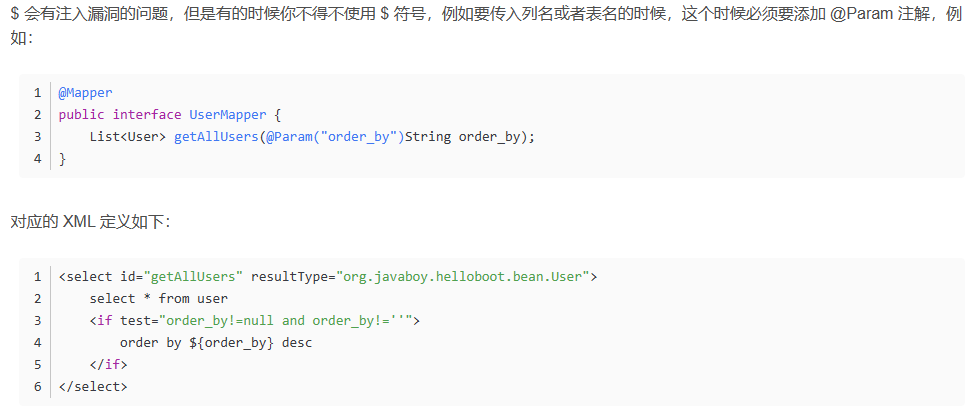 $ 会有注入漏洞的问题，但是有的时候你不得不使用 $ 符号，例如要传入列名或者表名的时候，这个时候必须要添加 @Param 注解，例
如：
1 @Mapper
2 public interface UserMapper {
3     List<User> getAllUsers(@Param("order_by")String order_by);
4 }
对应的 XML 定义如下：
1 <select id="getAllUsers" resultType="org.javaboy.helloboot.bean.User">
2     select * from user
3     <if test="order_by!=null and order_by!=''">
4         order by ${order_by} desc
5     </if>
6 </select>